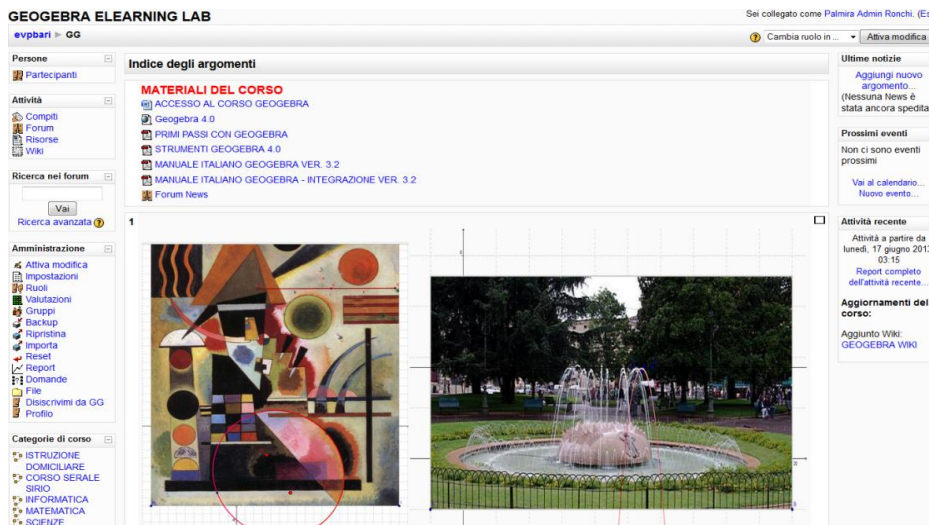 GEOGEBRA ELEARNING LAB
Sei collegato come Palmira Admin Ronchi. (Es
evpbari ► GG
Cambia ruolo in ...
Attiva modifica
Persone
Partecipanti
Attività
Compiti
Forum
Risorse
Wiki
Ricerca nei forum
Vai
Ricerca avanzata
Amministrazione
Attiva modifica
Impostazioni
Ruoli
Valutazioni
Gruppi
Backup
Ripristina
Importa
Reset
Report
Domande
File
Disiscrivimi da GG
Profilo
Categorie di corso
ISTRUZIONE
DOMICILIARE
CORSO SERALE
SIRIO
INFORMATICA
MATEMATICA
SCIENZE
Indice degli argomenti
MATERIALI DEL CORSO
ACCESSO AL CORSO GEOGEBRA
Geogebra 4.0
PRIMI PASSI CON GEOGEBRA
STRUMENTI GEOGEBRA 4.0
MANUALE ITALIANO GEOGEBRA VER. 3.2
MANUALE ITALIANO GEOGEBRA - INTEGRAZIONE VER. 3.2
Forum News
1
Ultime notizie
Aggiungi nuovo
argomento...
(Nessuna News è
stata ancora spedita
Prossimi eventi
Non ci sono eventi
prossimi
Vai al calendario...
Nuovo evento...
Attività recente
Attività a partire da
lunedì, 17 giugno 201
03:15
Report completo
dell'attività recente...
Aggiornamenti del
corso:
Aggiunto Wiki:
GEOGEBRA WIKI